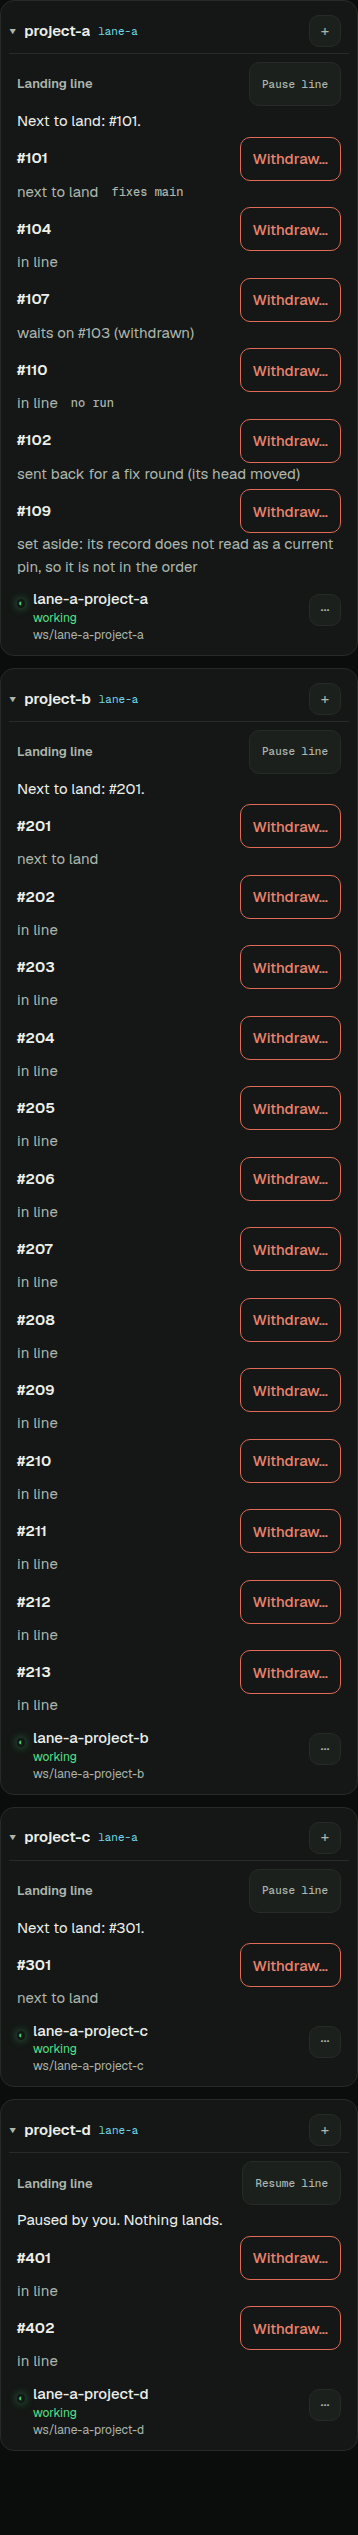 project-a lane-a +
Landing line Pause line
Next to land: #101.
#101 Withdraw...
next to land fixes main
#104 Withdraw...
in line
#107 Withdraw...
waits on #103 (withdrawn)
#110 Withdraw...
in line no run
#102 Withdraw...
sent back for a fix round (its head moved)
#109 Withdraw...
set aside: its record does not read as a current
pin, so it is not in the order
lane-a-project-a ...
working
ws/lane-a-project-a
project-b lane-a +
Landing line Pause line
Next to land: #201.
#201 Withdraw...
next to land
#202 Withdraw...
in line
#203 Withdraw...
in line
#204 Withdraw...
in line
#205 Withdraw...
in line
#206 Withdraw...
in line
#207 Withdraw...
in line
#208 Withdraw...
in line
#209 Withdraw...
in line
#210 Withdraw...
in line
#211 Withdraw...
in line
#212 Withdraw...
in line
#213 Withdraw...
in line
lane-a-project-b ...
working
ws/lane-a-project-b
project-c lane-a +
Landing line Pause line
Next to land: #301.
#301 Withdraw...
next to land
lane-a-project-c ...
working
ws/lane-a-project-c
project-d lane-a +
Landing line Resume line
Paused by you. Nothing lands.
#401 Withdraw...
in line
#402 Withdraw...
in line
lane-a-project-d ...
working
ws/lane-a-project-d